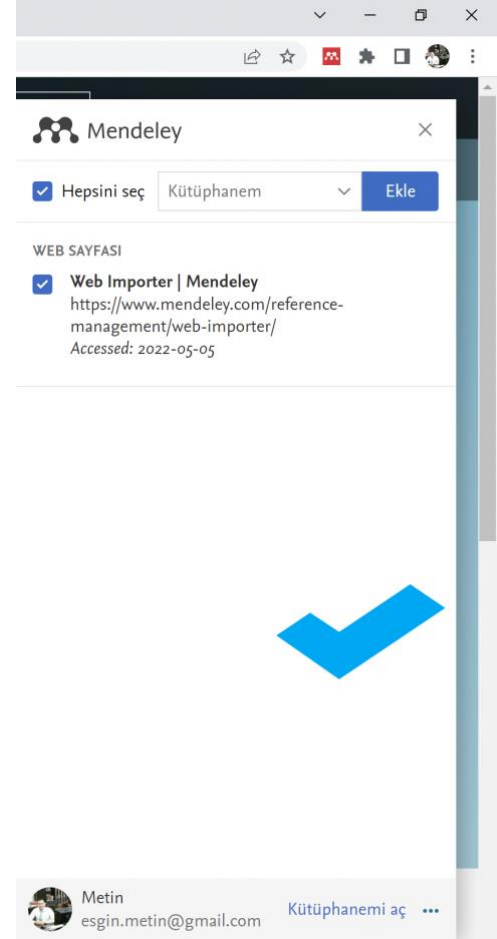 Mendeley
Hepsini seç
Kütüphanem
Ekle
WEB SAYFASI
Web Importer | Mendeley
https://www.mendeley.com/reference-
management/web-importer/
Accessed: 2022-05-05
Metin
esgin.metin@gmail.com
Kütüphanemi aç